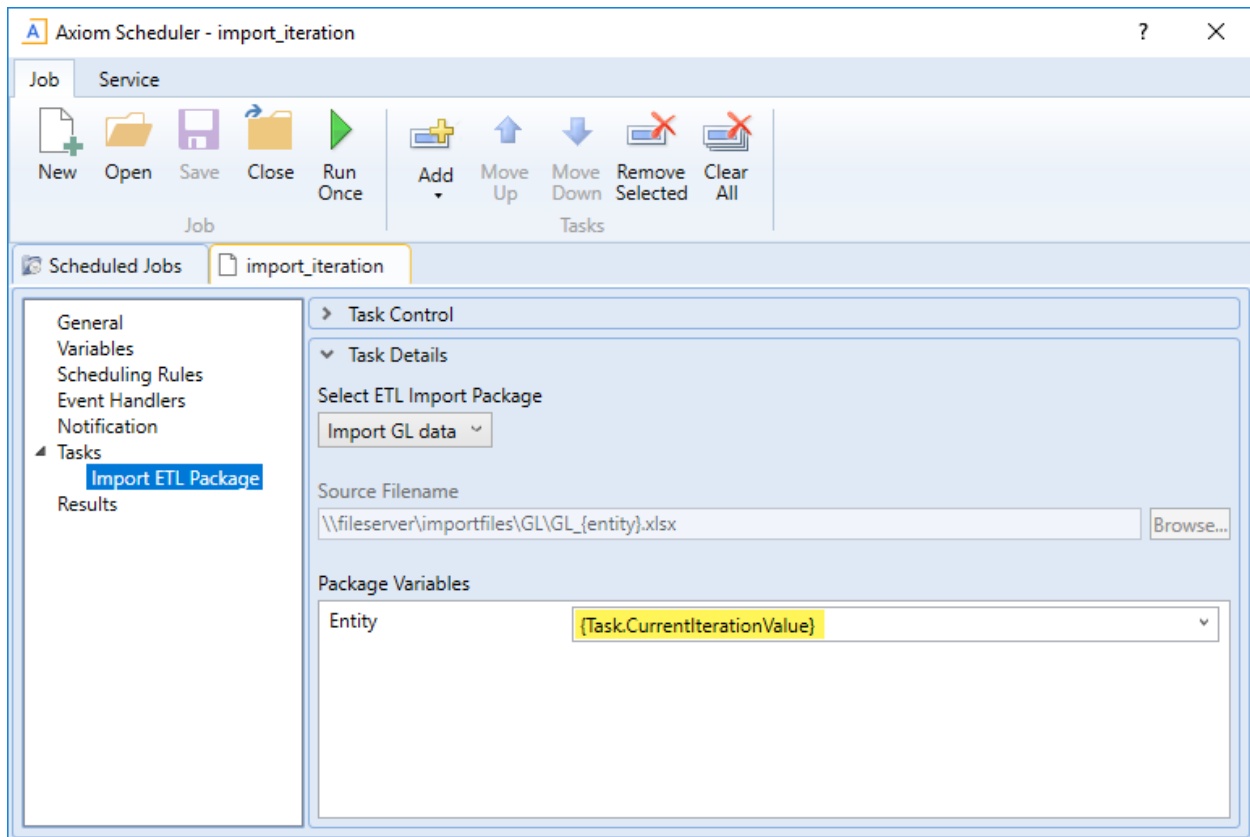 A Axiom Scheduler - import_iteration ? X
Job Service
New Open Save Close Run Once Add Move Up Move Down Remove Selected Clear All
Job Tasks
Scheduled Jobs import_iteration
General
Variables
Scheduling Rules
Event Handlers
Notification
Tasks
Import ETL Package
Results
Task Control
Task Details
Select ETL Import Package
Import GL data
Source Filename
\\fileserver\importfiles\GL\GL_{entity}.xlsx Browse...
Package Variables
Entity {Task.CurrentIterationValue}